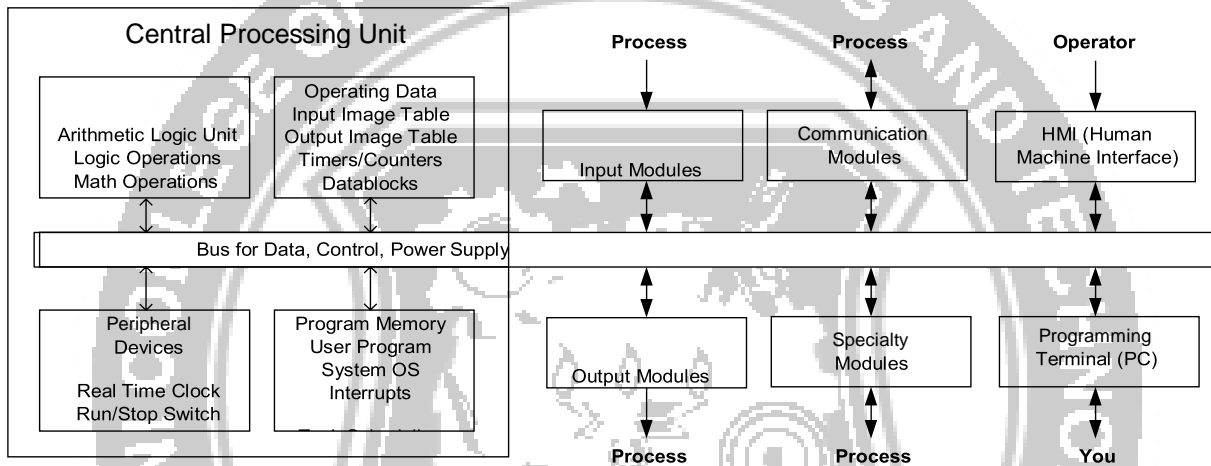 Central Processing Unit
Arithmetic Logic Unit
Logic Operations
Math Operations
Operating Data
Input Image Table
Output Image Table
Timers/Counters
Datablocks
Process
Input Modules
Process
Communication
Modules
Operator
HMI (Human
Machine Interface)
Bus for Data, Control, Power Supply
Peripheral
Devices
Real Time Clock
Run/Stop Switch
Program Memory
User Program
System OS
Interrupts
Output Modules
Process
Specialty
Modules
Process
Programming
Terminal (PC)
You